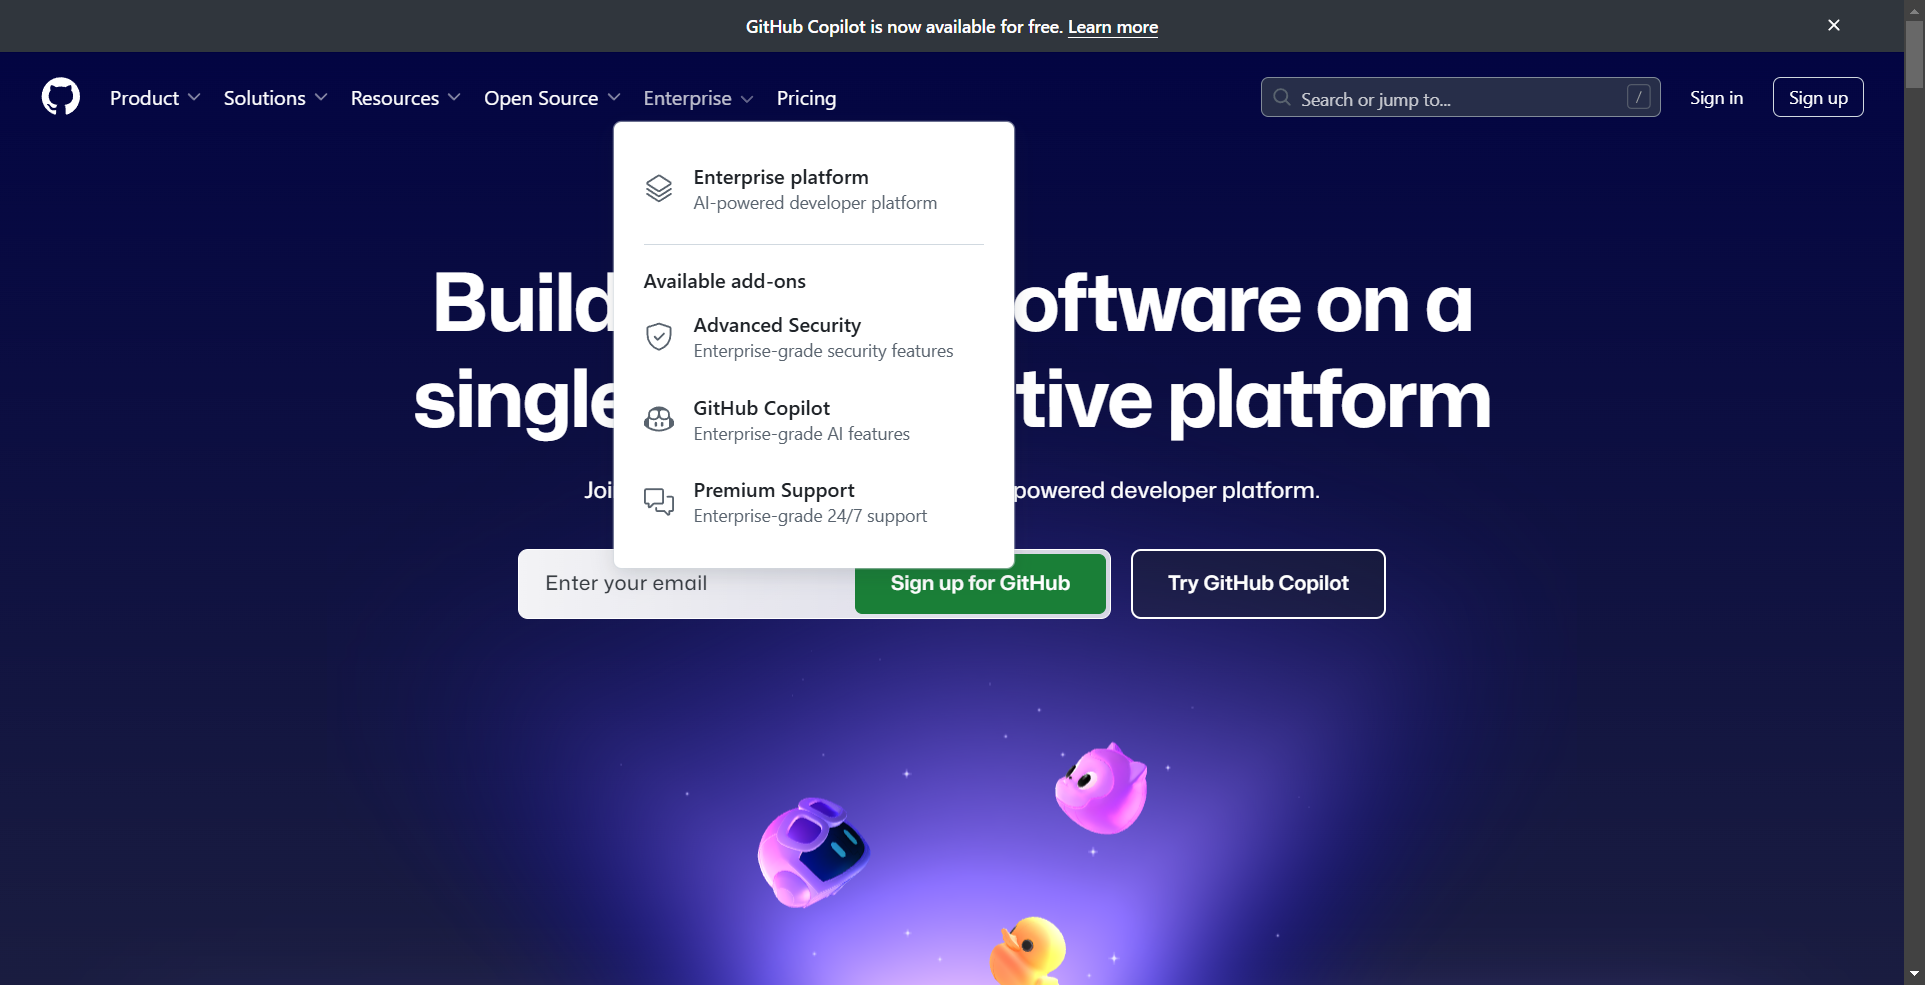 GitHub Copilot is now available for free. Learn more
Product
Solutions
Resources
Open Source
Enterprise
Pricing
Search or jump to...
/
Sign in
Sign up
Enterprise platform
AI-powered developer platform
Available add-ons
Advanced Security
Enterprise-grade security features
GitHub Copilot
Enterprise-grade AI features
Premium Support
Enterprise-grade 24/7 support
Build oftware on a
single tive platform
Joi powered developer platform.
Enter your email
Sign up for GitHub
Try GitHub Copilot